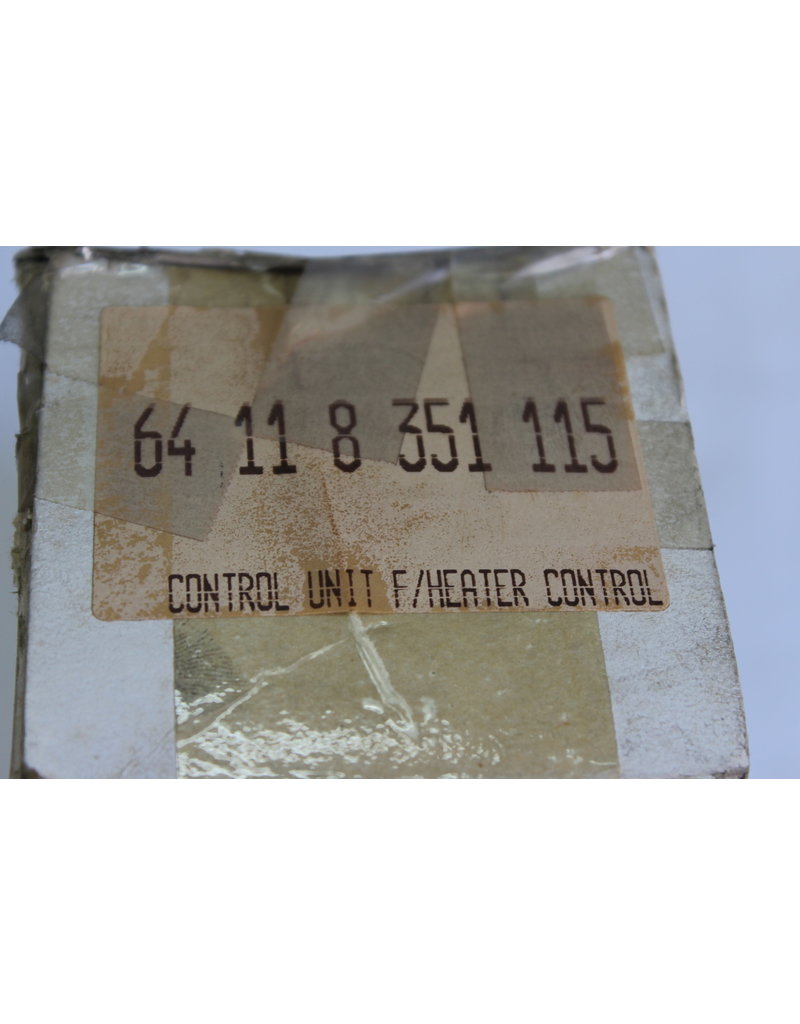 64 11 8 351 115
CONTROL UNIT F/HEATER CONTROL